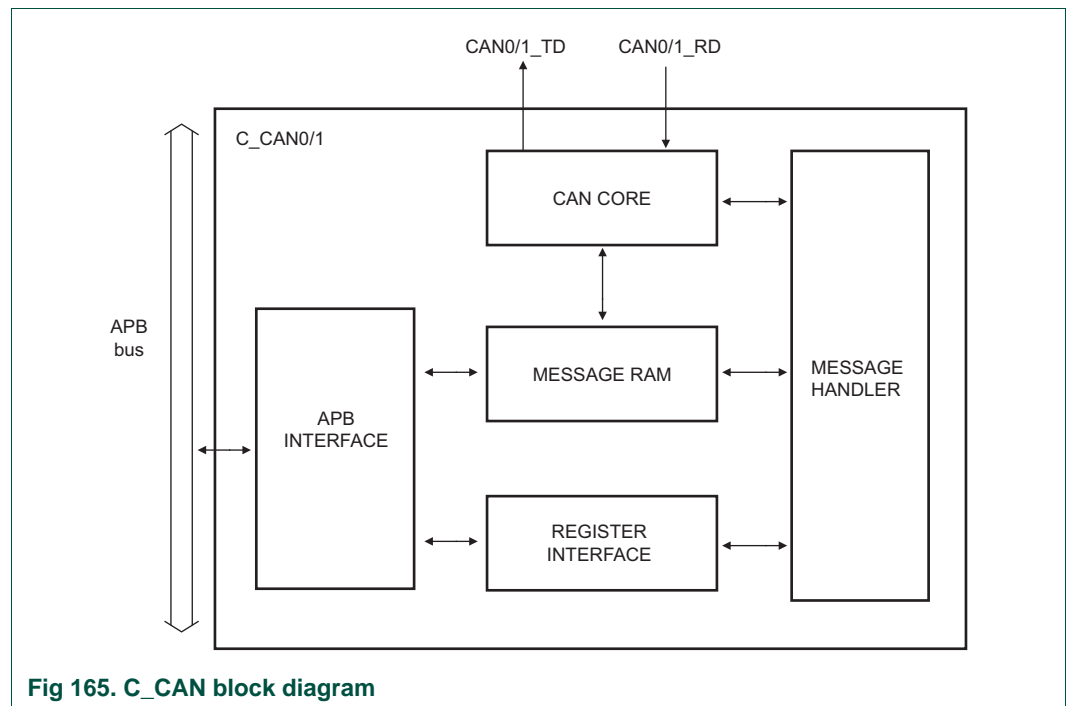 CAN0/1_TD
CAN0/1_RD
C_CAN0/1
CAN CORE
APB
bus
APB
INTERFACE
MESSAGE RAM
MESSAGE
HANDLER
REGISTER
INTERFACE
Fig 165. C_CAN block diagram